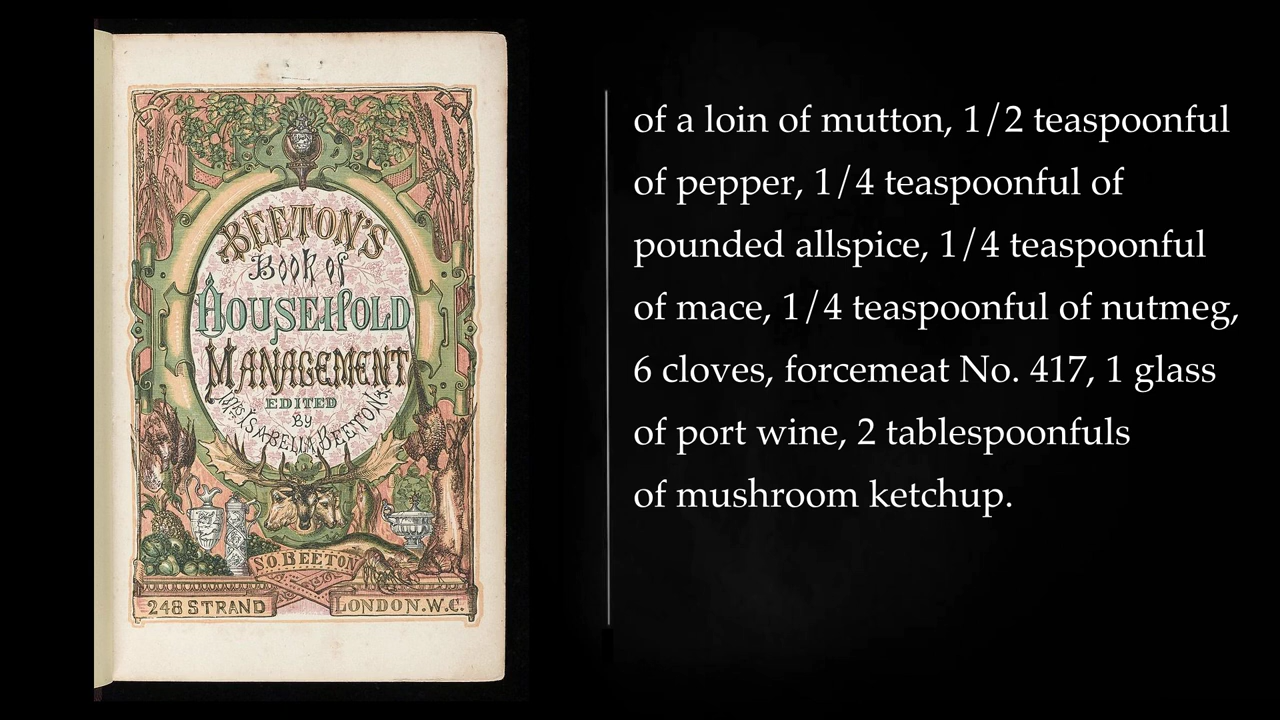 BEETON'S
Book of
HOUSEHOLD
MANAGEMENT
EDITED
By
MRS ISABELLA BEETON.
S.O. BEETON
248 STRAND
LONDON.W.C.
of a loin of mutton, 1/2 teaspoonful
of pepper, 1/4 teaspoonful of
pounded allspice, 1/4 teaspoonful
of mace, 1/4 teaspoonful of nutmeg,
6 cloves, forcemeat No. 417, 1 glass
of port wine, 2 tablespoonfuls
of mushroom ketchup.